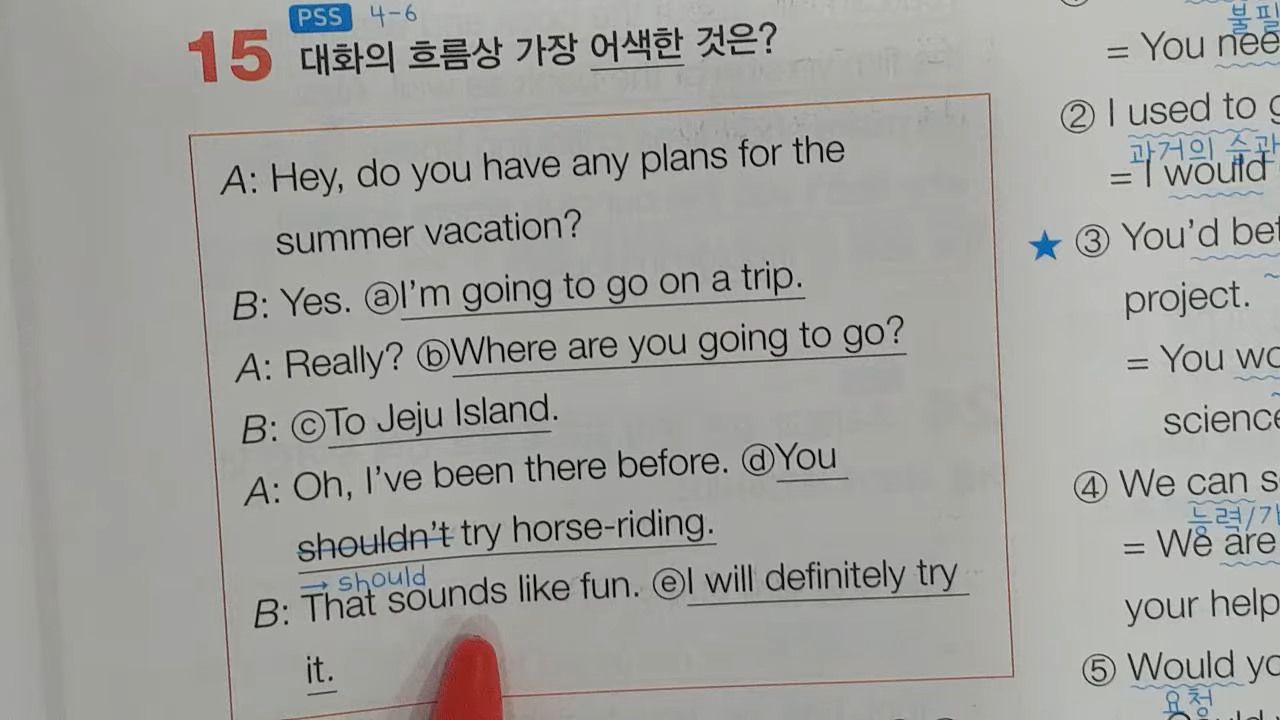 PSS 4-6
15 대화의 흐름상 가장 어색한 것은?
A: Hey, do you have any plans for the
summer vacation?
B: Yes. ⓐI'm going to go on a trip.
A: Really? ⓑWhere are you going to go?
B: ⓒTo Jeju Island.
A: Oh, I've been there before. ⓓYou
shouldn't try horse-riding.
→ should
B: That sounds like fun. ⓔI will definitely try
it.
불필
= You nee
② I used to g
과거의 습관
= I would
★ ③ You'd bet
project.
= You wo
science
④ We can s
능력/가
= We are
your help
⑤ Would yo
요청